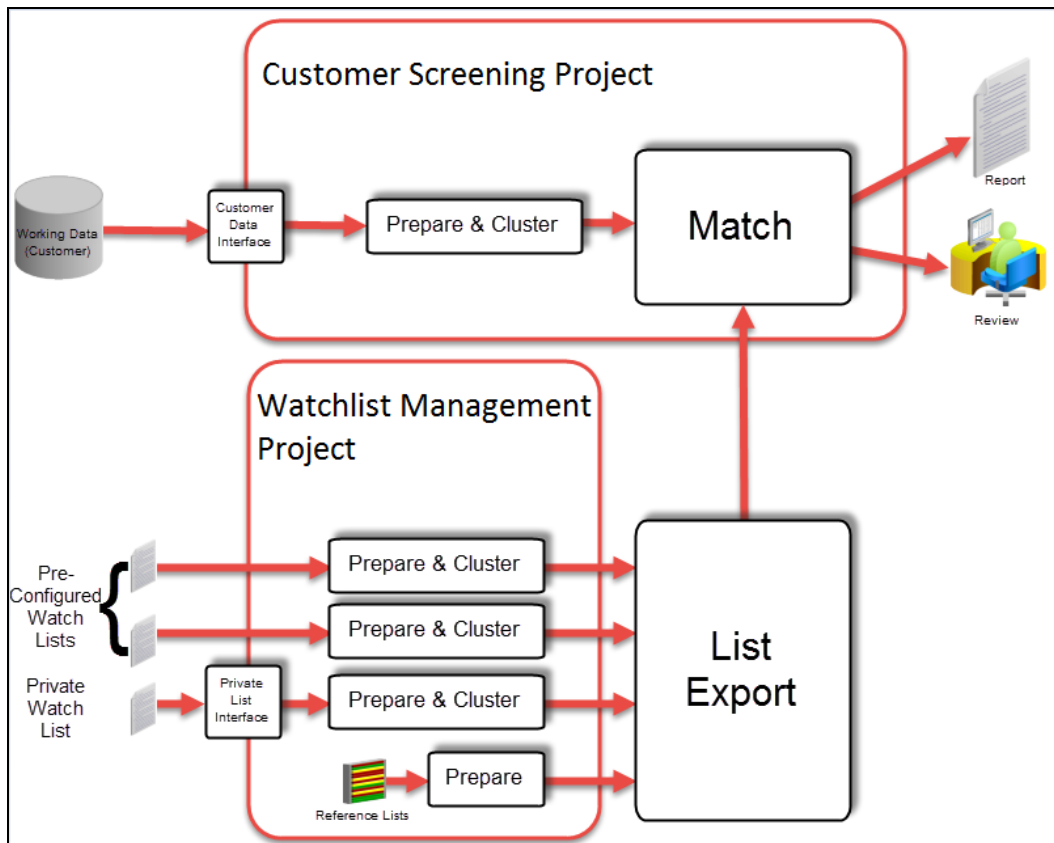 Customer Screening Project
Report
Working Data
(Customer)
Customer
Data
Interface
Prepare & Cluster
Match
Review
Watchlist Management
Project
Pre-
Configured
Watch
Lists
Prepare & Cluster
Prepare & Cluster
Private
Watch
List
Private
List
Interface
Prepare & Cluster
Reference Lists
Prepare
List
Export